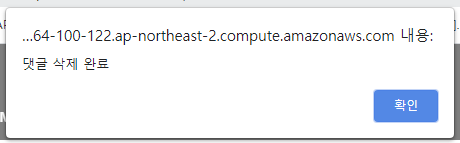 ...64-100-122.ap-northeast-2.compute.amazonaws.com 내용:
댓글 삭제 완료
확인